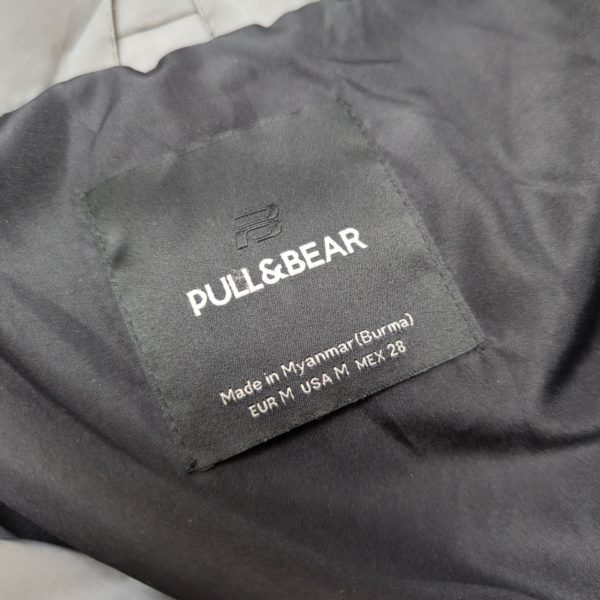 PULL&BEAR
Made in Myanmar(Burma)
EUR M USA M MEX 28